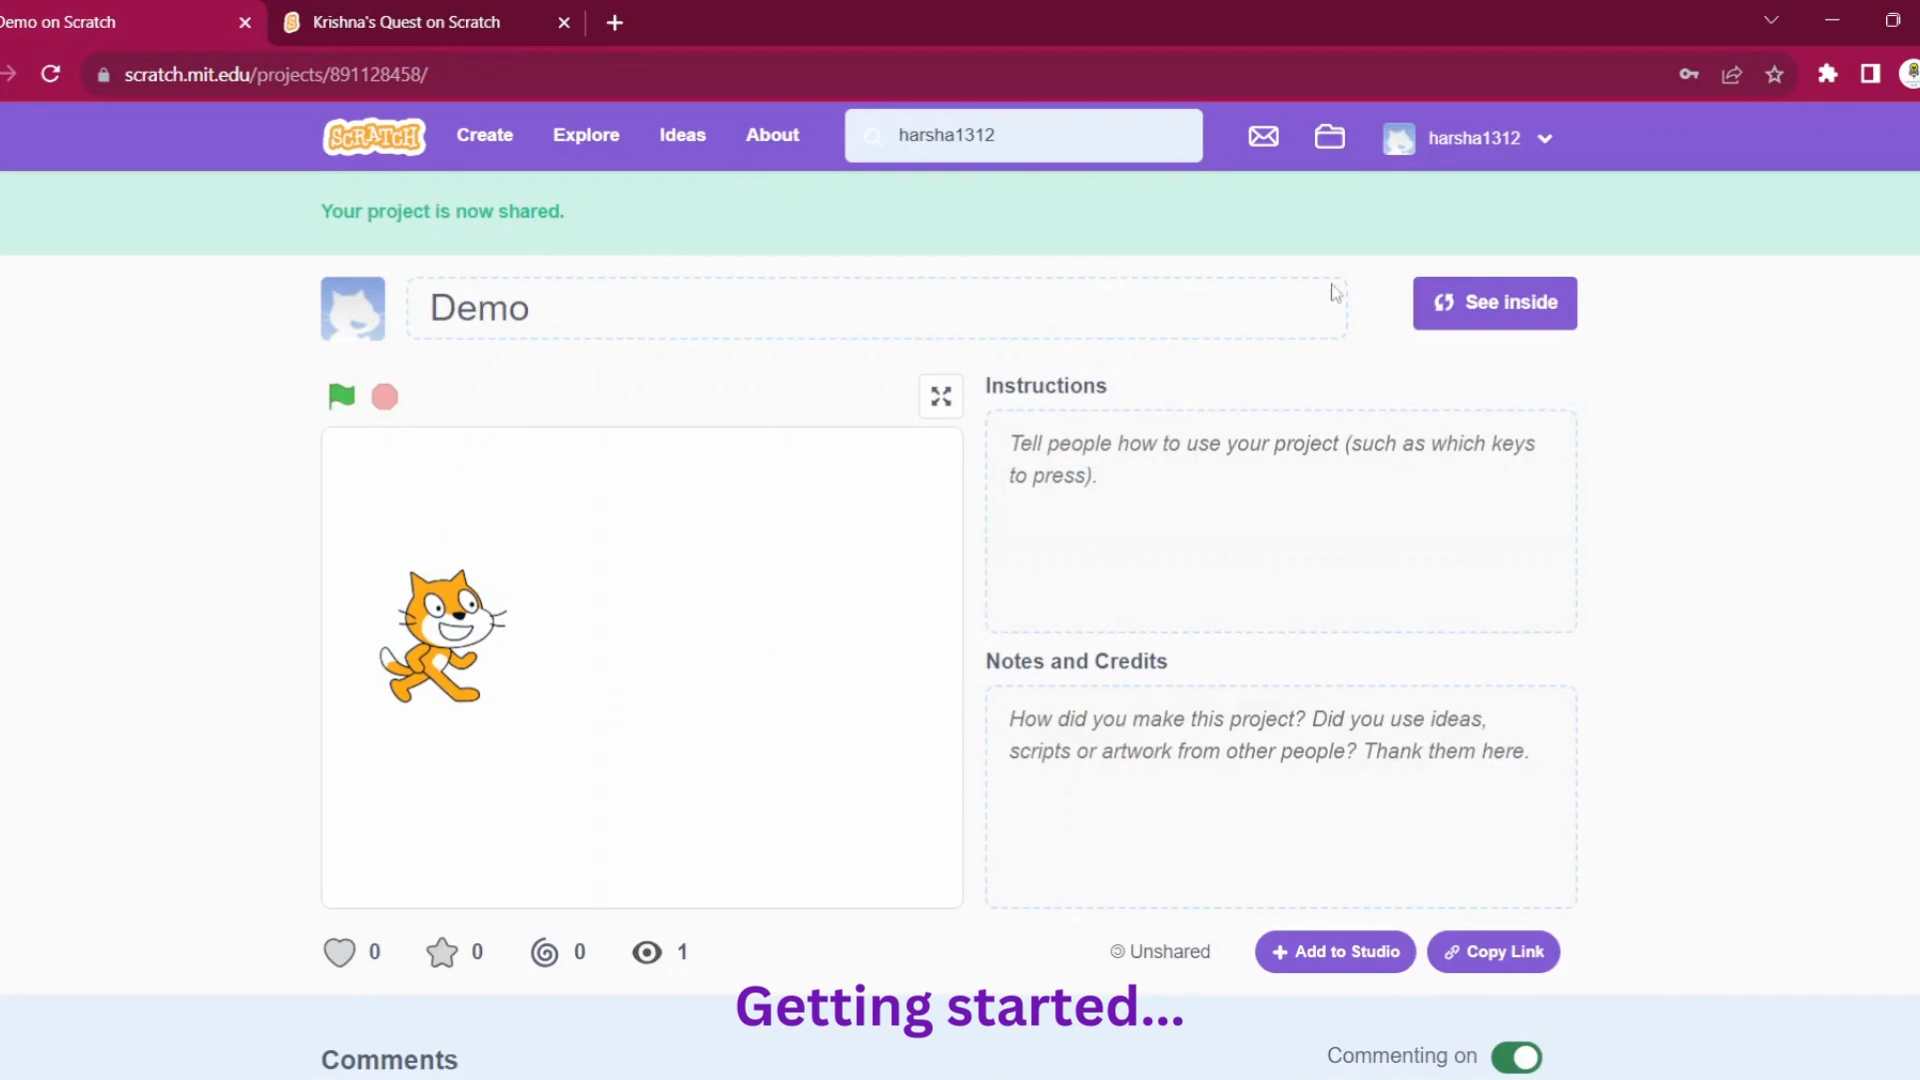 Demo on Scratch
Krishna's Quest on Scratch
scratch.mit.edu/projects/891128458/
SCRATCH
Create
Explore
Ideas
About
harsha1312
harsha1312
Your project is now shared.
Demo
See inside
Instructions
Tell people how to use your project (such as which keys
to press).
Notes and Credits
How did you make this project? Did you use ideas,
scripts or artwork from other people? Thank them here.
0
0
0
1
Unshared
Add to Studio
Copy Link
Getting started...
Comments
Commenting on